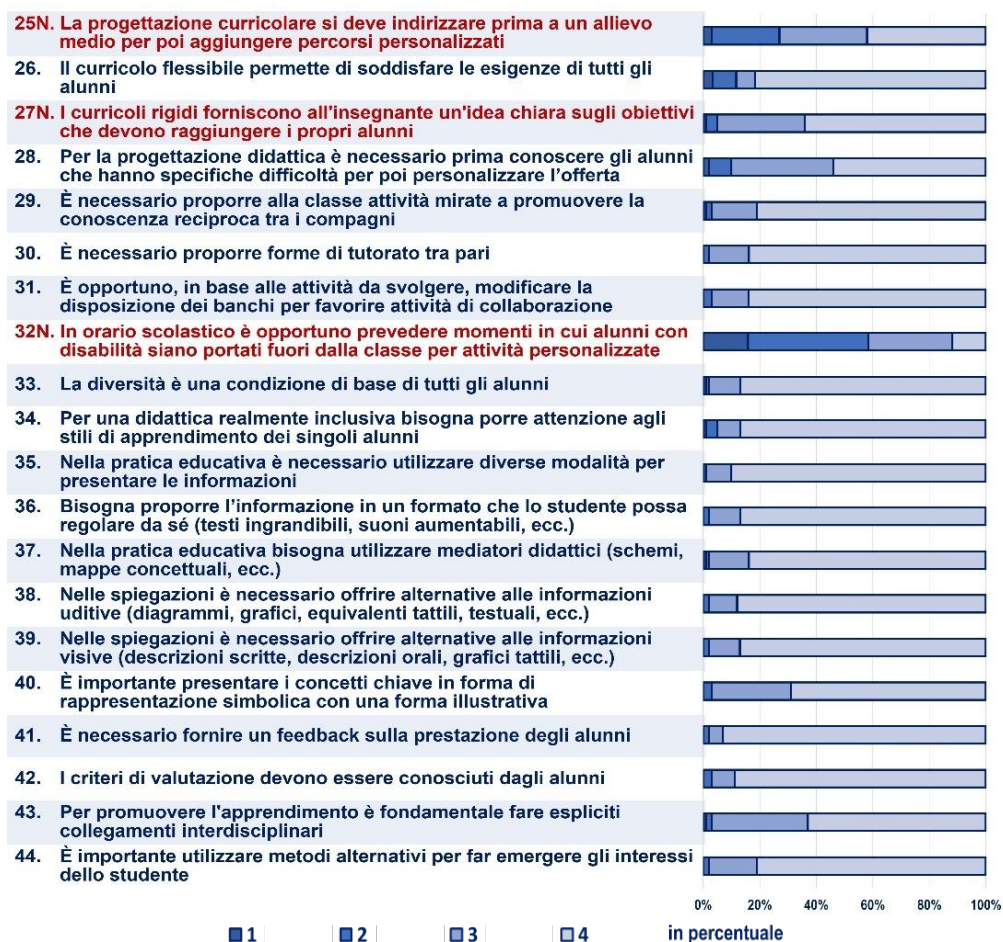 25N. La progettazione curricolare si deve indirizzare prima a un allievo
medio per poi aggiungere percorsi personalizzati
26. Il curricolo flessibile permette di soddisfare le esigenze di tutti gli
alunni
27N. I curricoli rigidi forniscono all'insegnante un'idea chiara sugli obiettivi
che devono raggiungere i propri alunni
28. Per la progettazione didattica è necessario prima conoscere gli alunni
che hanno specifiche difficoltà per poi personalizzare l’offerta
29. È necessario proporre alla classe attività mirate a promuovere la
conoscenza reciproca tra i compagni
30. È necessario proporre forme di tutorato tra pari
31. È opportuno, in base alle attività da svolgere, modificare la
disposizione dei banchi per favorire attività di collaborazione
32N. In orario scolastico è opportuno prevedere momenti in cui alunni con
disabilità siano portati fuori dalla classe per attività personalizzate
33. La diversità è una condizione di base di tutti gli alunni
34. Per una didattica realmente inclusiva bisogna porre attenzione agli
stili di apprendimento dei singoli alunni
35. Nella pratica educativa è necessario utilizzare diverse modalità per
presentare le informazioni
36. Bisogna proporre l’informazione in un formato che lo studente possa
regolare da sé (testi ingrandibili, suoni aumentabili, ecc.)
37. Nella pratica educativa bisogna utilizzare mediatori didattici (schemi,
mappe concettuali, ecc.)
38. Nelle spiegazioni è necessario offrire alternative alle informazioni
uditive (diagrammi, grafici, equivalenti tattili, testuali, ecc.)
39. Nelle spiegazioni è necessario offrire alternative alle informazioni
visive (descrizioni scritte, descrizioni orali, grafici tattili, ecc.)
40. È importante presentare i concetti chiave in forma di
rappresentazione simbolica con una forma illustrativa
41. È necessario fornire un feedback sulla prestazione degli alunni
42. I criteri di valutazione devono essere conosciuti dagli alunni
43. Per promuovere l'apprendimento è fondamentale fare espliciti
collegamenti interdisciplinari
44. È importante utilizzare metodi alternativi per far emergere gli interessi
dello studente
0% 20% 40% 60% 80% 100%
1 2 3 4 in percentuale